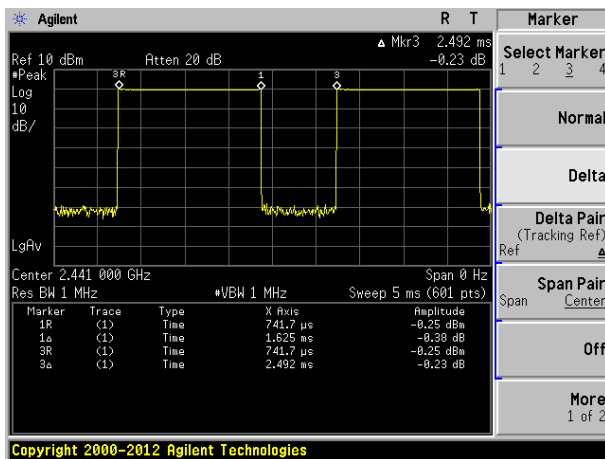 Agilent R T
Marker
▵ Mkr3 2.492 ms
Ref 10 dBm Atten 20 dB -0.23 dB
#Peak
Log
10
dB/
3R 1 3
LgAv
Center 2.441 000 GHz Span 0 Hz
Res BW 1 MHz #VBW 1 MHz Sweep 5 ms (601 pts)
Marker Trace Type X Axis Amplitude
1R (1) Time 741.7 µs -0.25 dBm
1▵ (1) Time 1.625 ms -0.38 dB
3R (1) Time 741.7 µs -0.25 dBm
3▵ (1) Time 2.492 ms -0.23 dB
Select Marker
1 2 3 4
Normal
Delta
Delta Pair
(Tracking Ref)
Ref ▵
Span Pair
Span Center
Off
More
1 of 2
Copyright 2000-2012 Agilent Technologies